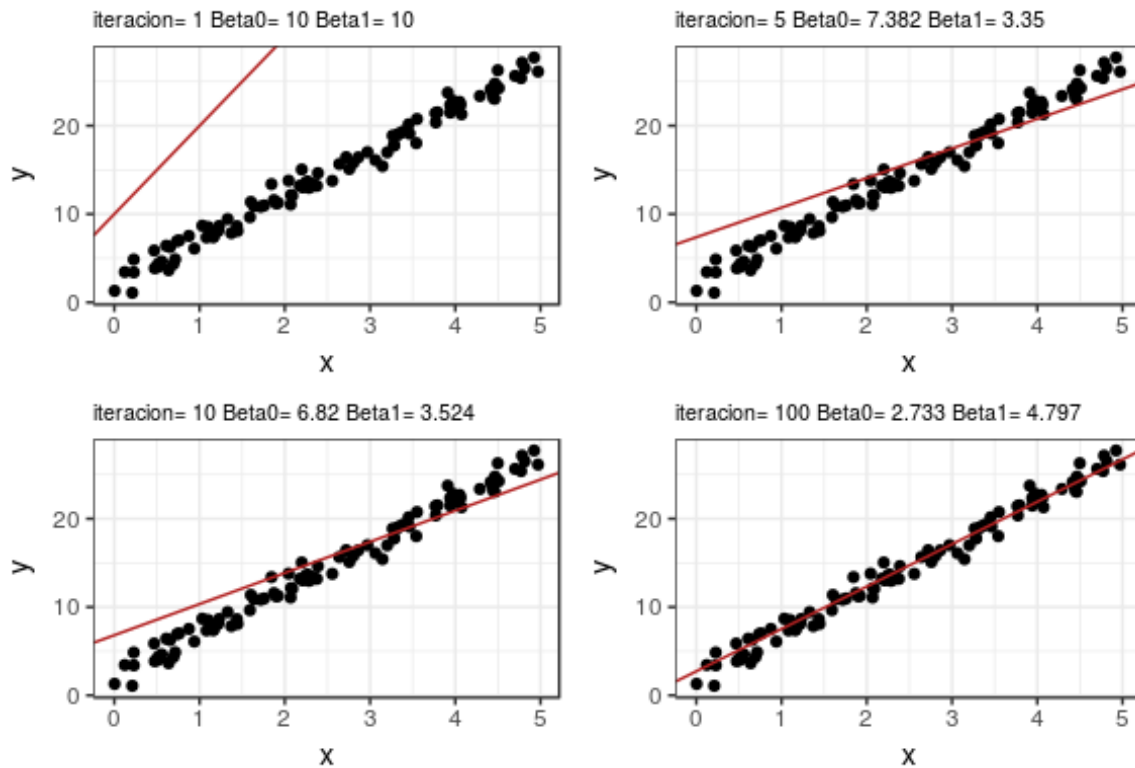 iteracion= 1 Beta0= 10 Beta1= 10
20
10
0
y
0 1 2 3 4 5
x
iteracion= 5 Beta0= 7.382 Beta1= 3.35
20
10
0
y
0 1 2 3 4 5
x
iteracion= 10 Beta0= 6.82 Beta1= 3.524
20
10
0
y
0 1 2 3 4 5
x
iteracion= 100 Beta0= 2.733 Beta1= 4.797
20
10
0
y
0 1 2 3 4 5
x